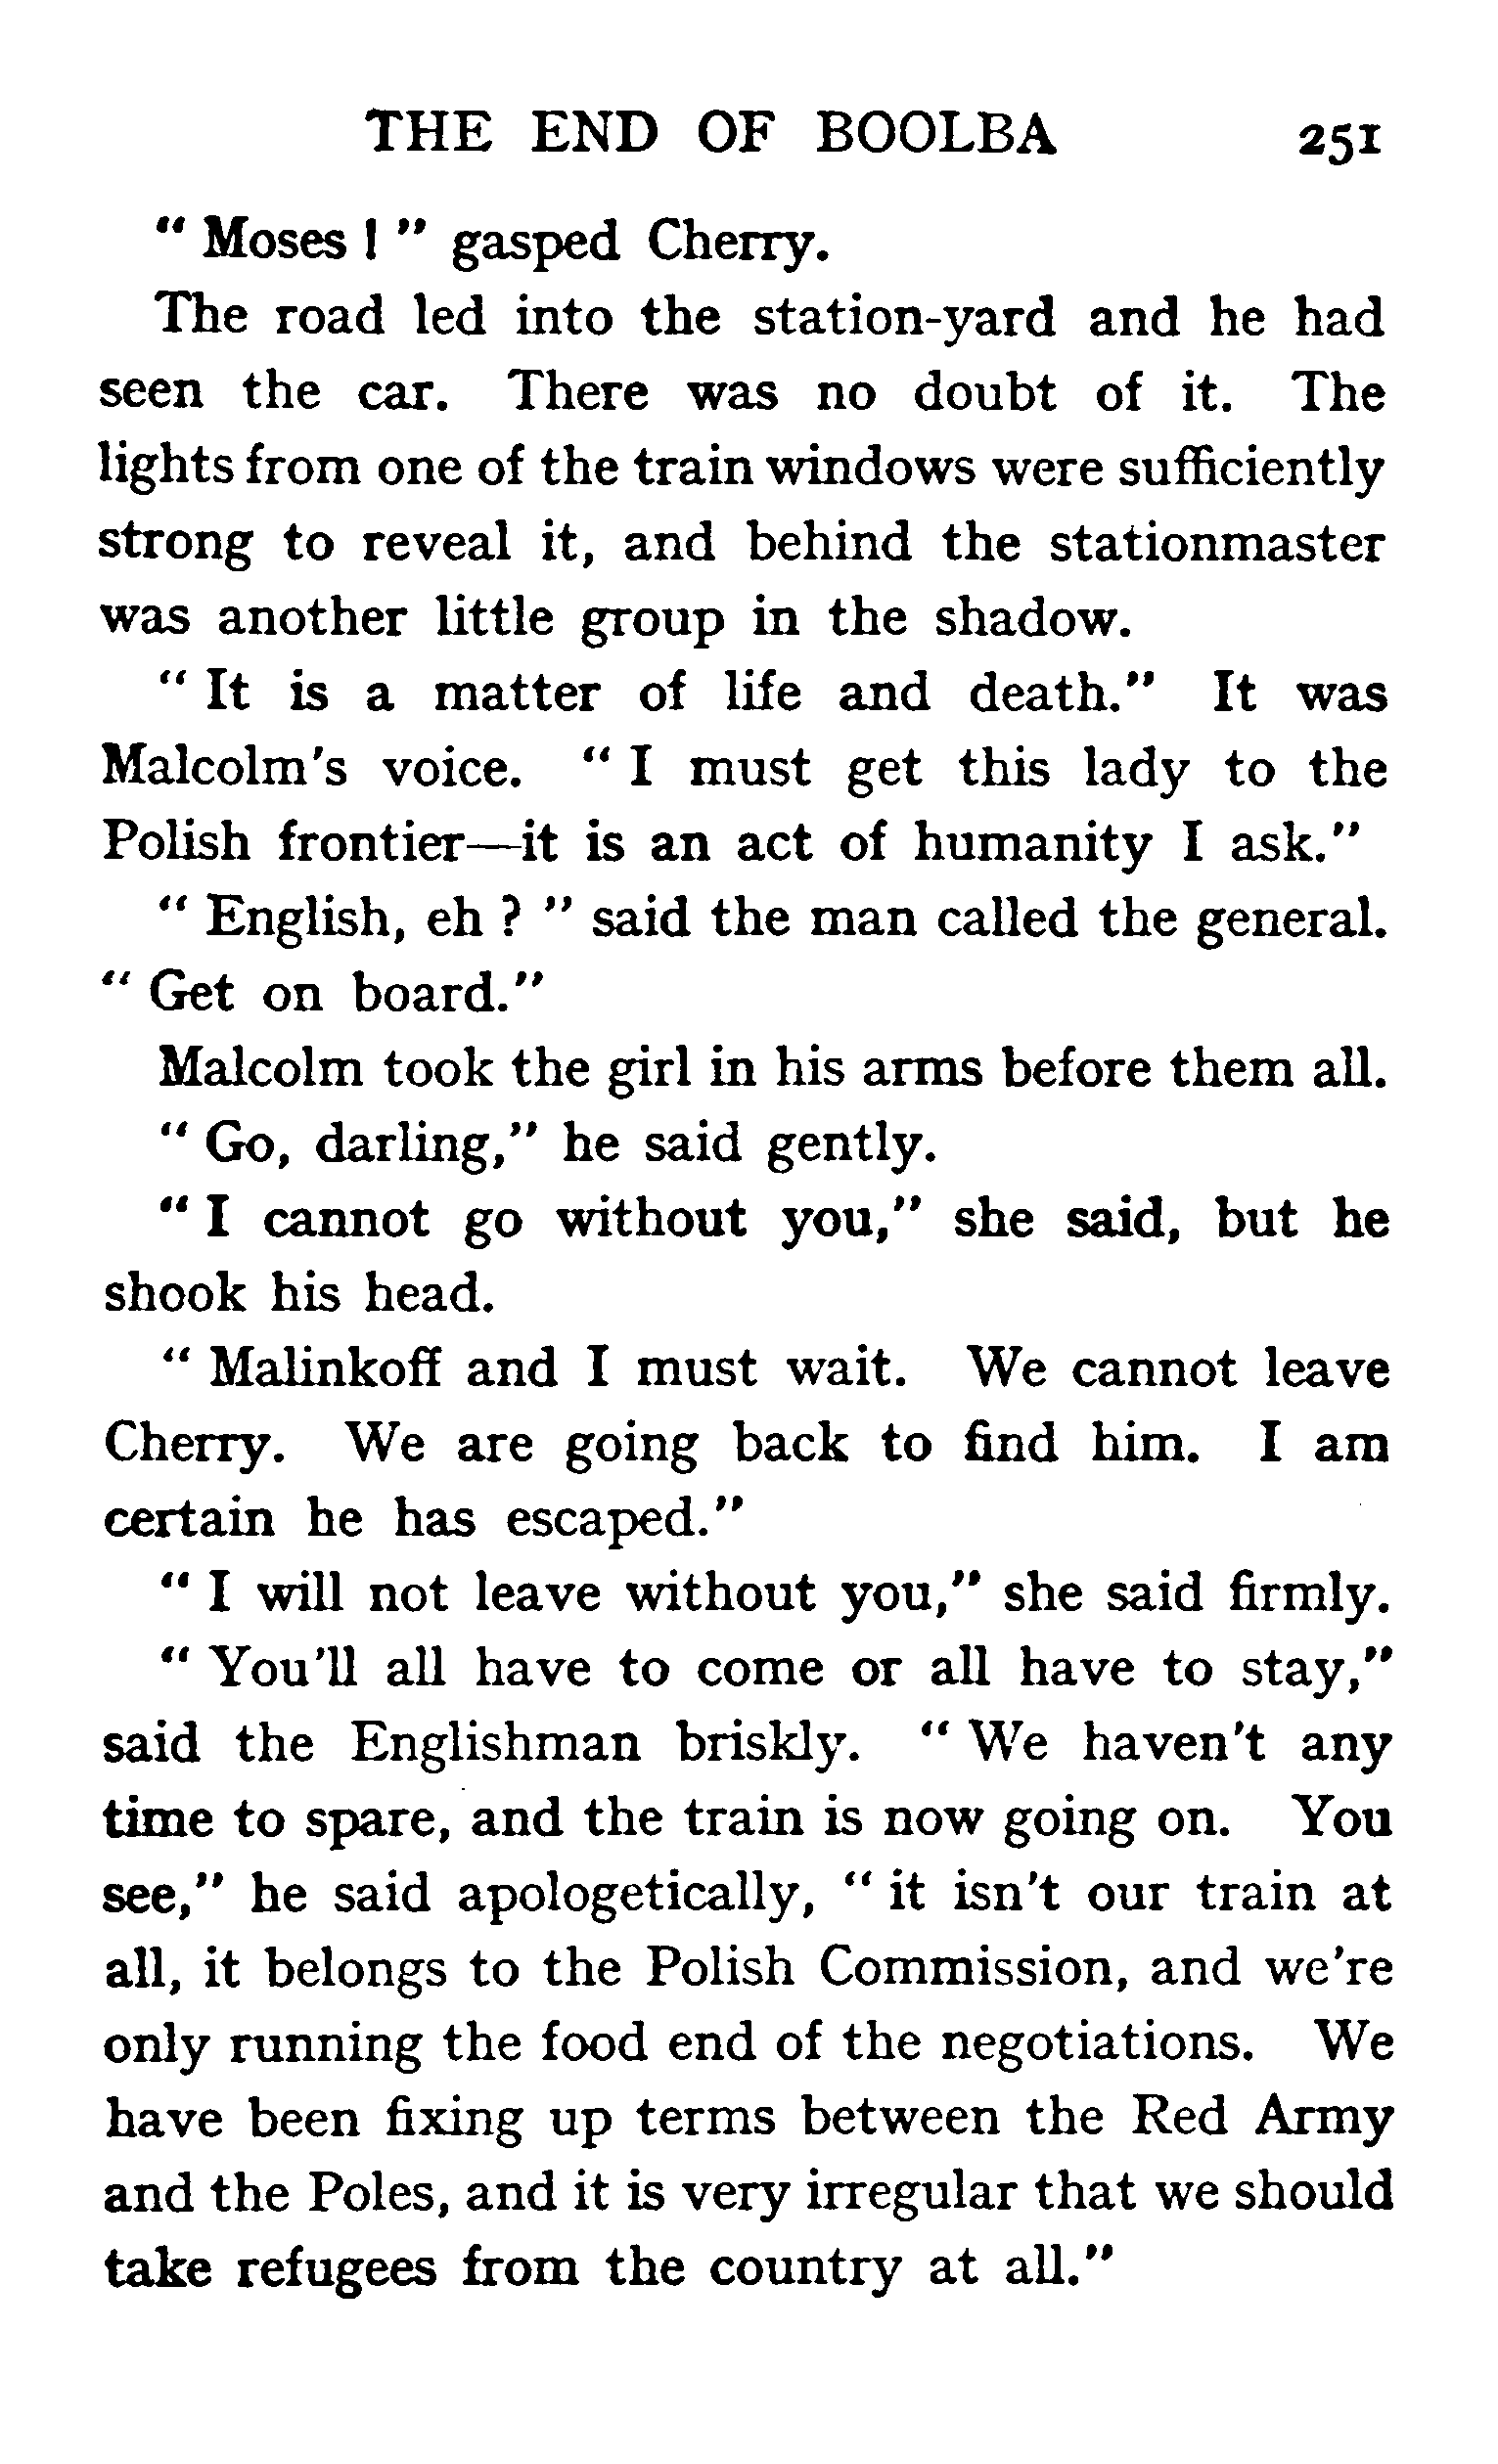 THE END OF BOOLBA 251
" Moses ! " gasped Cherry.
The road led into the station-yard and he had
seen the car. There was no doubt of it. The
lights from one of the train windows were sufficiently
strong to reveal it, and behind the stationmaster
was another little group in the shadow.
" It is a matter of life and death." It was
Malcolm's voice. " I must get this lady to the
Polish frontier—it is an act of humanity I ask."
" English, eh ? " said the man called the general.
" Get on board."
Malcolm took the girl in his arms before them all.
" Go, darling," he said gently.
" I cannot go without you," she said, but he
shook his head.
" Malinkoff and I must wait. We cannot leave
Cherry. We are going back to find him. I am
certain he has escaped."
" I will not leave without you," she said firmly.
" You'll all have to come or all have to stay,"
said the Englishman briskly. " We haven't any
time to spare, and the train is now going on. You
see," he said apologetically, " it isn't our train at
all, it belongs to the Polish Commission, and we're
only running the food end of the negotiations. We
have been fixing up terms between the Red Army
and the Poles, and it is very irregular that we should
take refugees from the country at all."